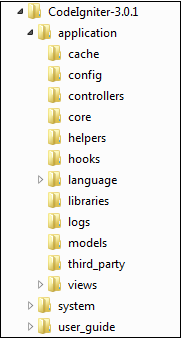 CodeIgniter-3.0.1
application
cache
config
controllers
core
helpers
hooks
language
libraries
logs
models
third_party
views
system
user_guide